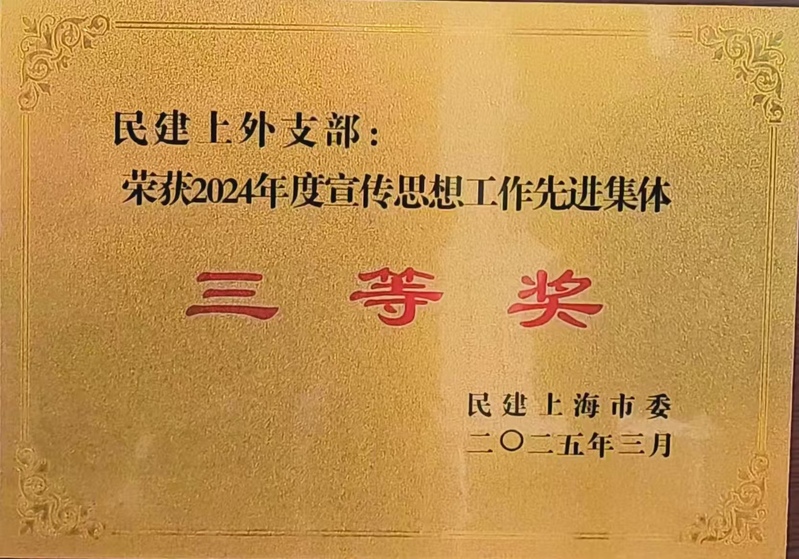 民建上外支部：
荣获2024年度宣传思想工作先进集体
三等奖
民建上海市委
二〇二五年三月